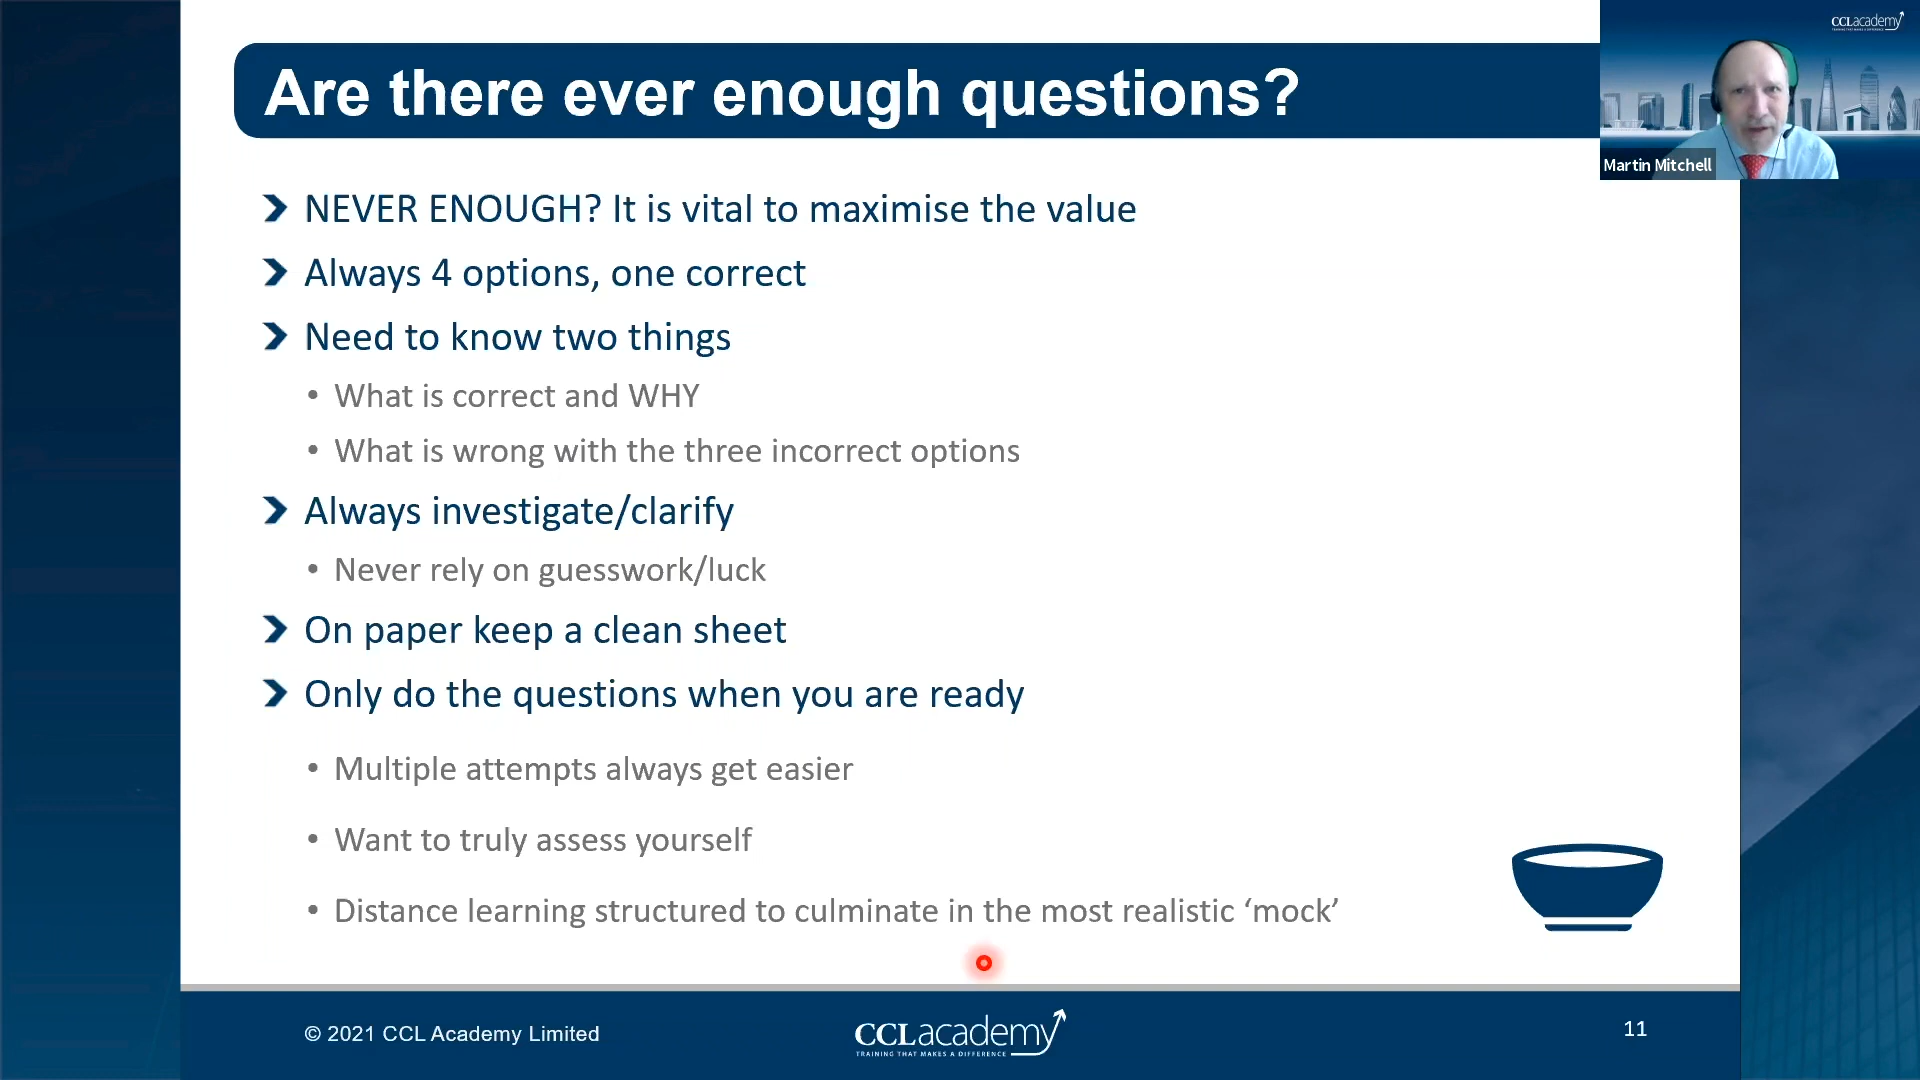 CCLacademy
TRAINING THAT MAKES A DIFFERENCE
Are there ever enough questions?
Martin Mitchell
NEVER ENOUGH? It is vital to maximise the value
Always 4 options, one correct
Need to know two things
• What is correct and WHY
• What is wrong with the three incorrect options
Always investigate/clarify
• Never rely on guesswork/luck
On paper keep a clean sheet
Only do the questions when you are ready
• Multiple attempts always get easier
• Want to truly assess yourself
• Distance learning structured to culminate in the most realistic ‘mock’
© 2021 CCL Academy Limited
CCLacademy
TRAINING THAT MAKES A DIFFERENCE
11